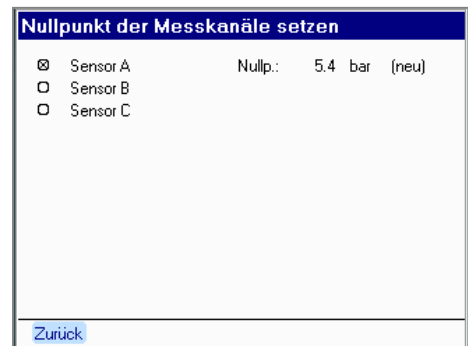 Nullpunkt der Messkanäle setzen
Sensor A Nullp.: 5.4 bar (neu)
Sensor B
Sensor C
Zurück